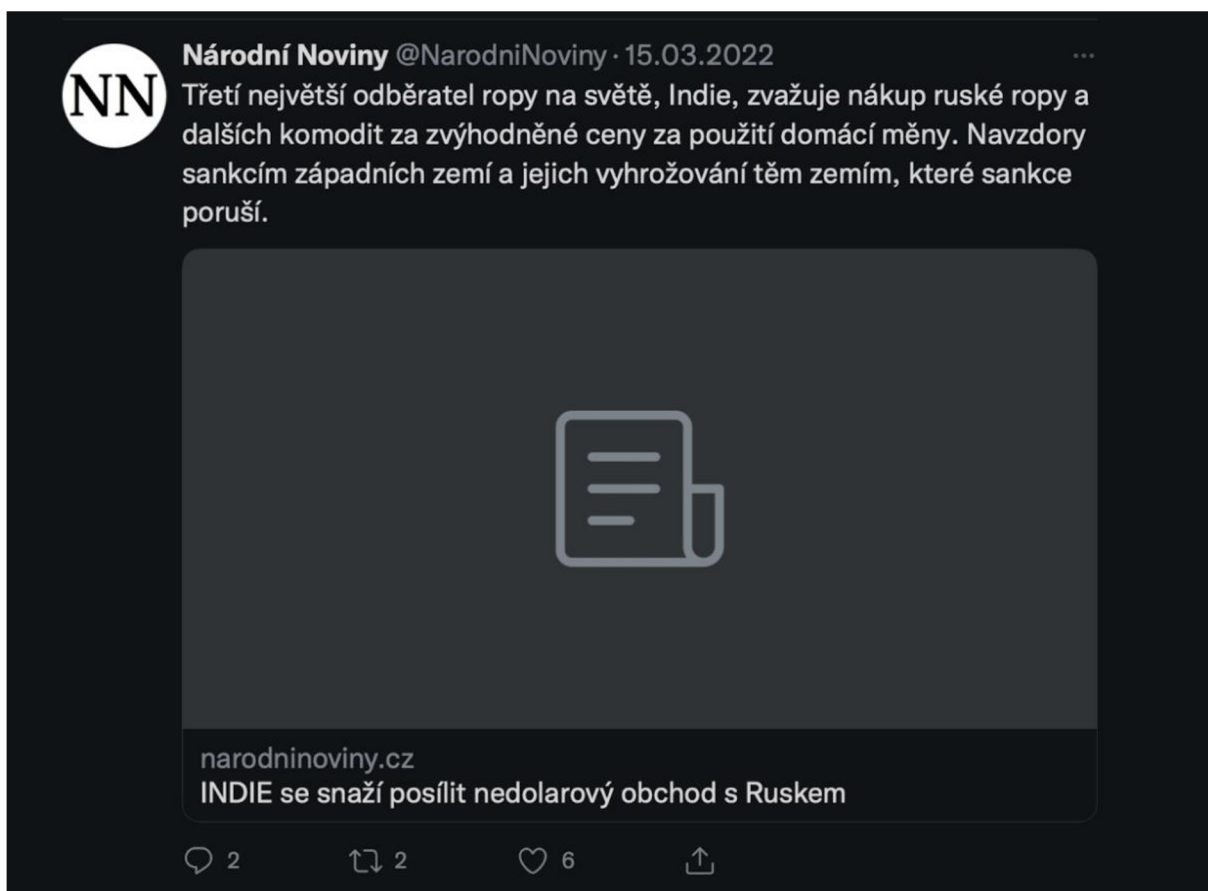 Národní Noviny @NarodniNoviny · 15.03.2022
NN
Třetí největší odběratel ropy na světě, Indie, zvažuje nákup ruské ropy a
dalších komodit za zvýhodněné ceny za použití domácí měny. Navzdory
sankcím západních zemí a jejich vyhrožování těm zemím, které sankce
poruší.
narodninoviny.cz
INDIE se snaží posílit nedolarový obchod s Ruskem
2 2 6